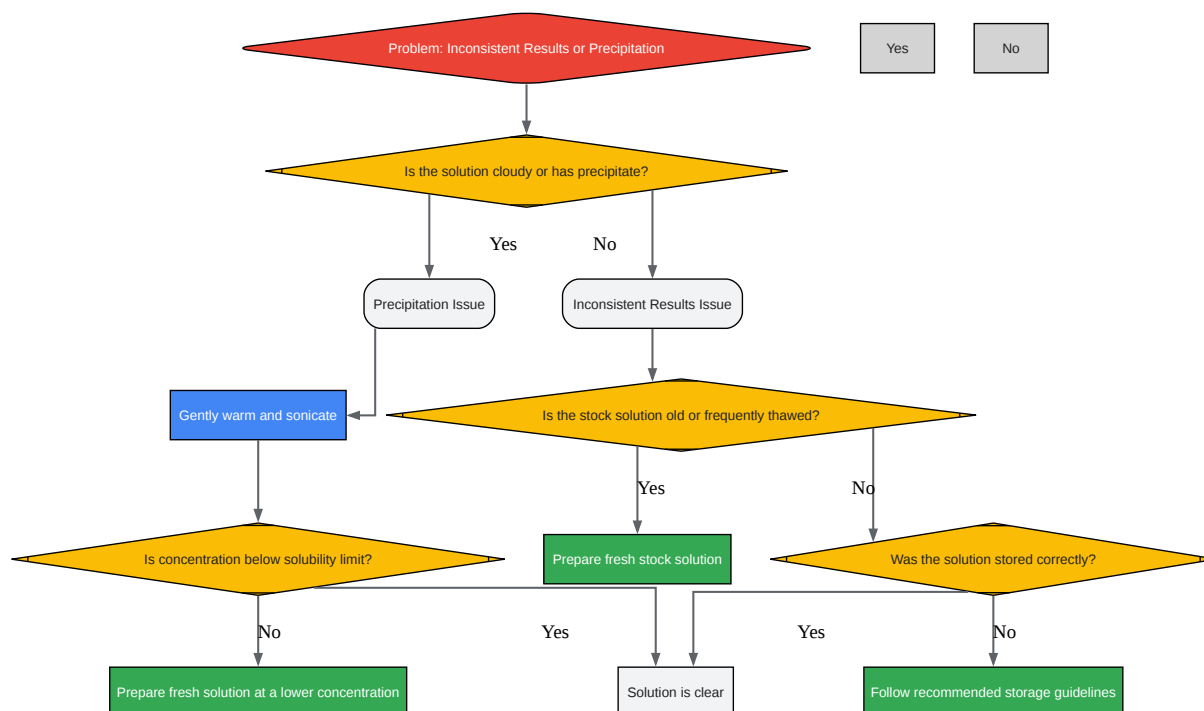 Problem: Inconsistent Results or Precipitation
Yes
No
Is the solution cloudy or has precipitate?
Yes
No
Precipitation Issue
Inconsistent Results Issue
Gently warm and sonicate
Is the stock solution old or frequently thawed?
Yes
No
Is concentration below solubility limit?
Prepare fresh stock solution
Was the solution stored correctly?
No
Yes
Yes
No
Prepare fresh solution at a lower concentration
Solution is clear
Follow recommended storage guidelines